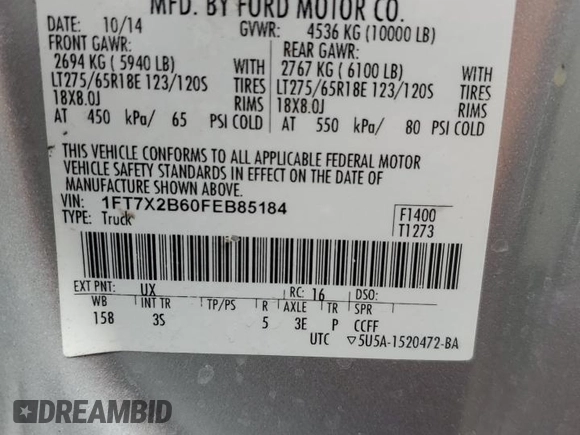 MFD. BY FORD MOTOR CO.
DATE: 10/14 GVWR: 4536 KG (10000 LB)
FRONT GAWR: REAR GAWR:
2694 KG ( 5940 LB) 2767 KG ( 6100 LB)
LT275/65R18E 123/120S TIRES LT275/65R18E 123/120S TIRES
18X8.0J RIMS 18X8.0J RIMS
AT 450 kPa/ 65 PSI COLD AT 550 kPa/ 80 PSI COLD
THIS VEHICLE CONFORMS TO ALL APPLICABLE FEDERAL MOTOR
VEHICLE SAFETY STANDARDS IN EFFECT ON THE DATE OF
MANUFACTURE SHOWN ABOVE.
VIN: 1FT7X2B60FEB85184 F1400
TYPE: Truck T1273
EXT PNT: UX RC: 16 DSO:
WB INT TR TP/PS R AXLE TR SPR
158 3S 5 3E P CCFF
UTC ▽5U5A-1520472-BA
DREAMBID